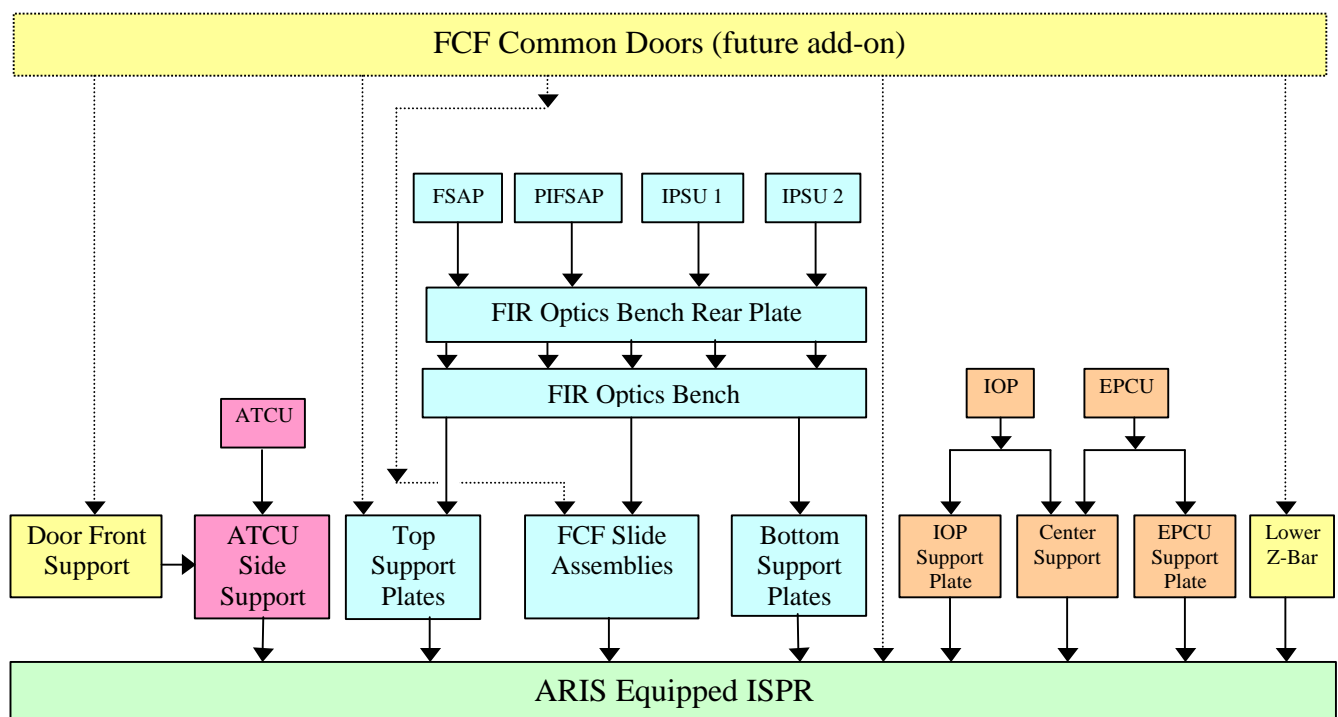 FCF Common Doors (future add-on)
FSAP
PIFSAP
IPSU 1
IPSU 2
FIR Optics Bench Rear Plate
FIR Optics Bench
ATCU
IOP
EPCU
Door Front
Support
ATCU
Side
Support
Top
Support
Plates
FCF Slide
Assemblies
Bottom
Support
Plates
IOP
Support
Plate
Center
Support
EPCU
Support
Plate
Lower
Z-Bar
ARIS Equipped ISPR